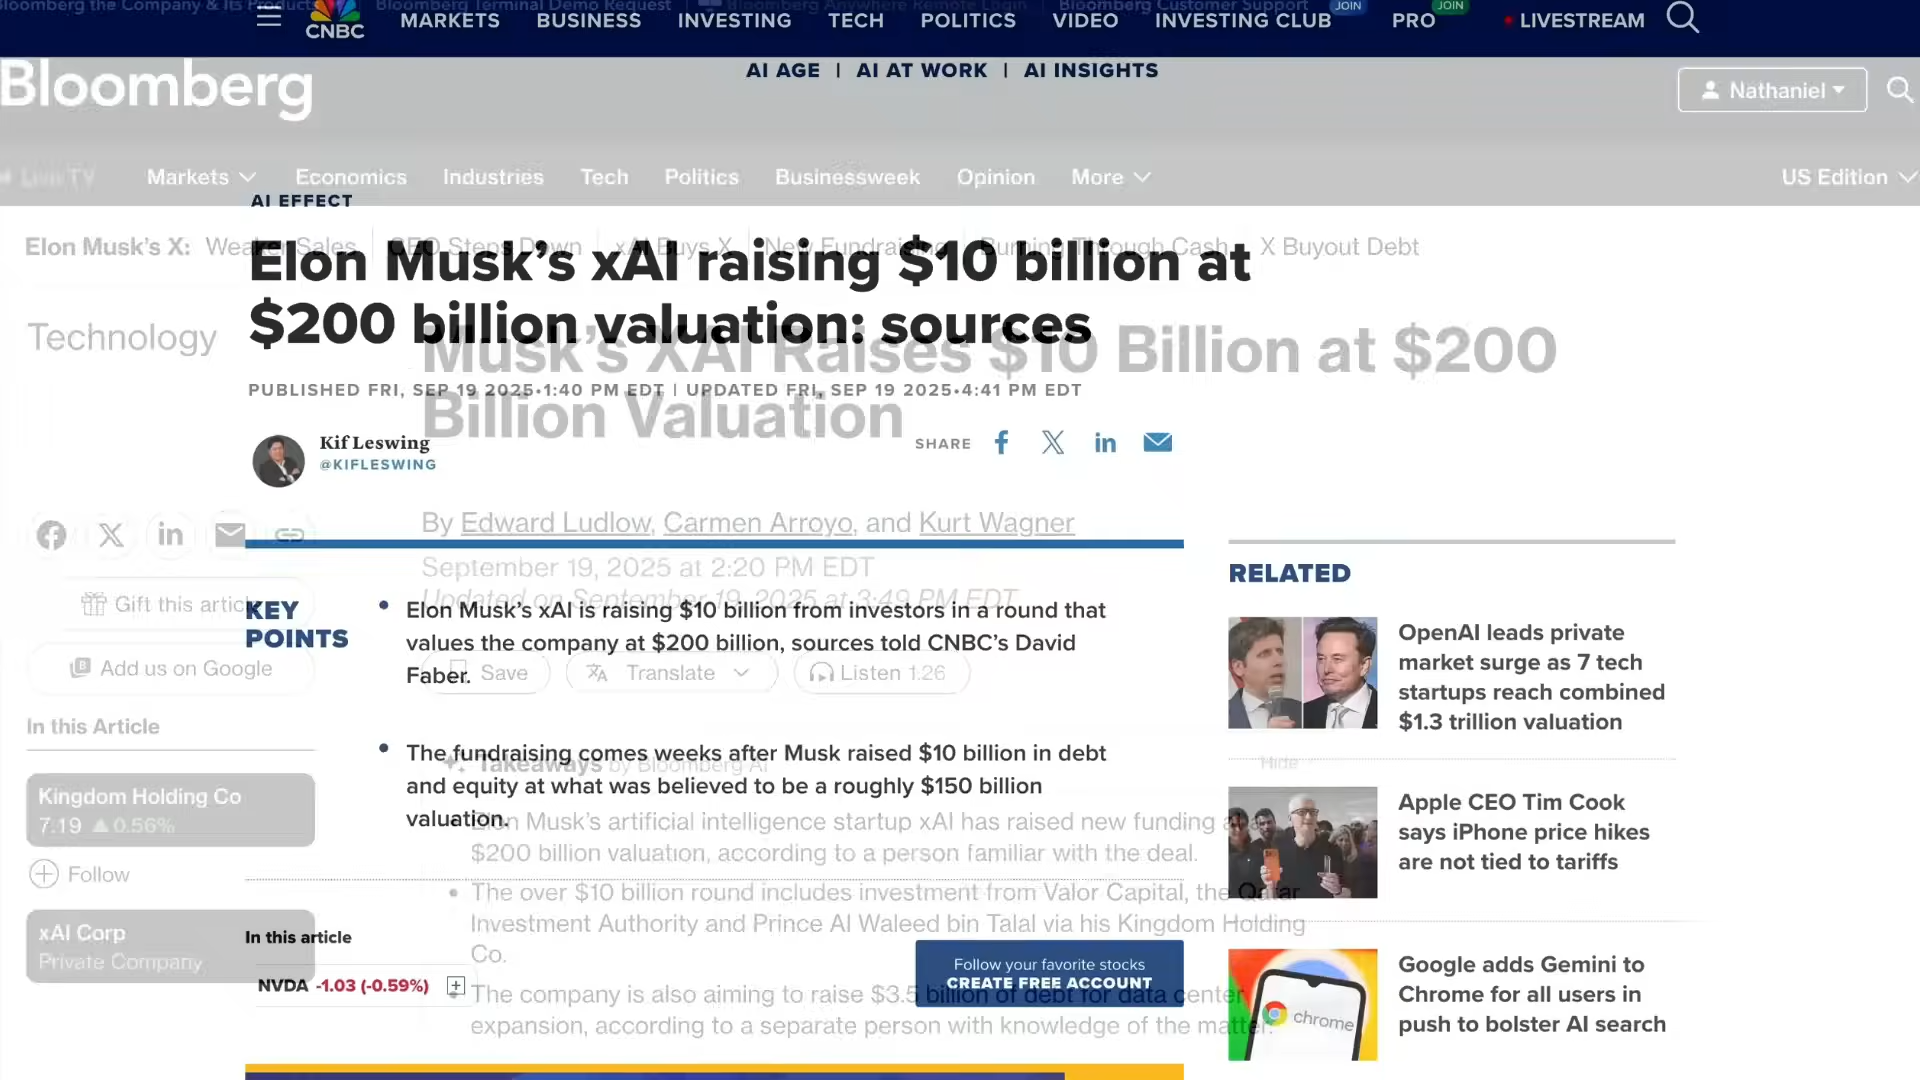 Bloomberg the Company & Its Products
Bloomberg Terminal Demo Request
Bloomberg Anywhere Remote Login
Bloomberg Customer Support
CNBC
MARKETS
BUSINESS
INVESTING
TECH
POLITICS
VIDEO
INVESTING CLUB
JOIN
PRO
JOIN
LIVESTREAM
AI AGE | AI AT WORK | AI INSIGHTS
Bloomberg
Nathaniel
Live TV
Markets
Economics
Industries
Tech
Politics
Businessweek
Opinion
More
US Edition
AI EFFECT
Elon Musk's X:
Weaker Sales
CEO Steps Down
xAI Buys X
New Fundraising
Burning Through Cash
X Buyout Debt
Elon Musk’s xAI raising $10 billion at
$200 billion valuation: sources
PUBLISHED FRI, SEP 19 2025•1:40 PM EDT | UPDATED FRI, SEP 19 2025•4:41 PM EDT
Kif Leswing
@KIFLESWING
SHARE
Technology
Musk’s XAI Raises $10 Billion at $200
Billion Valuation
By Edward Ludlow, Carmen Arroyo, and Kurt Wagner
September 19, 2025 at 2:20 PM EDT
Updated on September 19, 2025 at 3:49 PM EDT
Gift this article
Add us on Google
Save
Translate
Listen 1:26
KEY
POINTS
Elon Musk’s xAI is raising $10 billion from investors in a round that
values the company at $200 billion, sources told CNBC’s David
Faber.
The fundraising comes weeks after Musk raised $10 billion in debt
and equity at what was believed to be a roughly $150 billion
valuation.
In this Article
Kingdom Holding Co
7.19 ▲0.56%
Follow
xAI Corp
Private Company
Takeaways by Bloomberg AI
Hide
Elon Musk’s artificial intelligence startup xAI has raised new funding at a
$200 billion valuation, according to a person familiar with the deal.
The over $10 billion round includes investment from Valor Capital, the Qatar
Investment Authority and Prince Al Waleed bin Talal via his Kingdom Holding
Co.
The company is also aiming to raise $3.5 billion of debt for data center
expansion, according to a separate person with knowledge of the matter.
In this article
NVDA -1.03 (-0.59%)
Follow your favorite stocks
CREATE FREE ACCOUNT
RELATED
OpenAI leads private
market surge as 7 tech
startups reach combined
$1.3 trillion valuation
Apple CEO Tim Cook
says iPhone price hikes
are not tied to tariffs
chrome
Google adds Gemini to
Chrome for all users in
push to bolster AI search